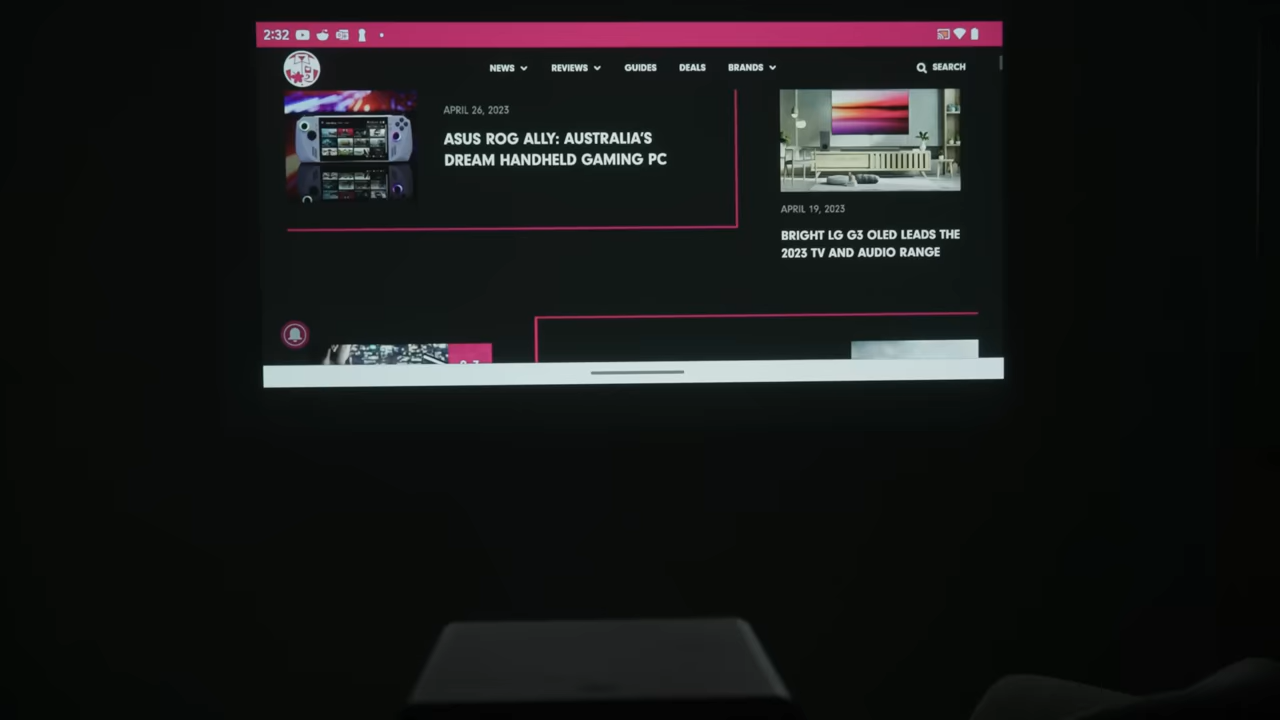 2:32
NEWS REVIEWS GUIDES DEALS BRANDS SEARCH
APRIL 26, 2023
ASUS ROG ALLY: AUSTRALIA'S
DREAM HANDHELD GAMING PC
APRIL 19, 2023
BRIGHT LG G3 OLED LEADS THE
2023 TV AND AUDIO RANGE